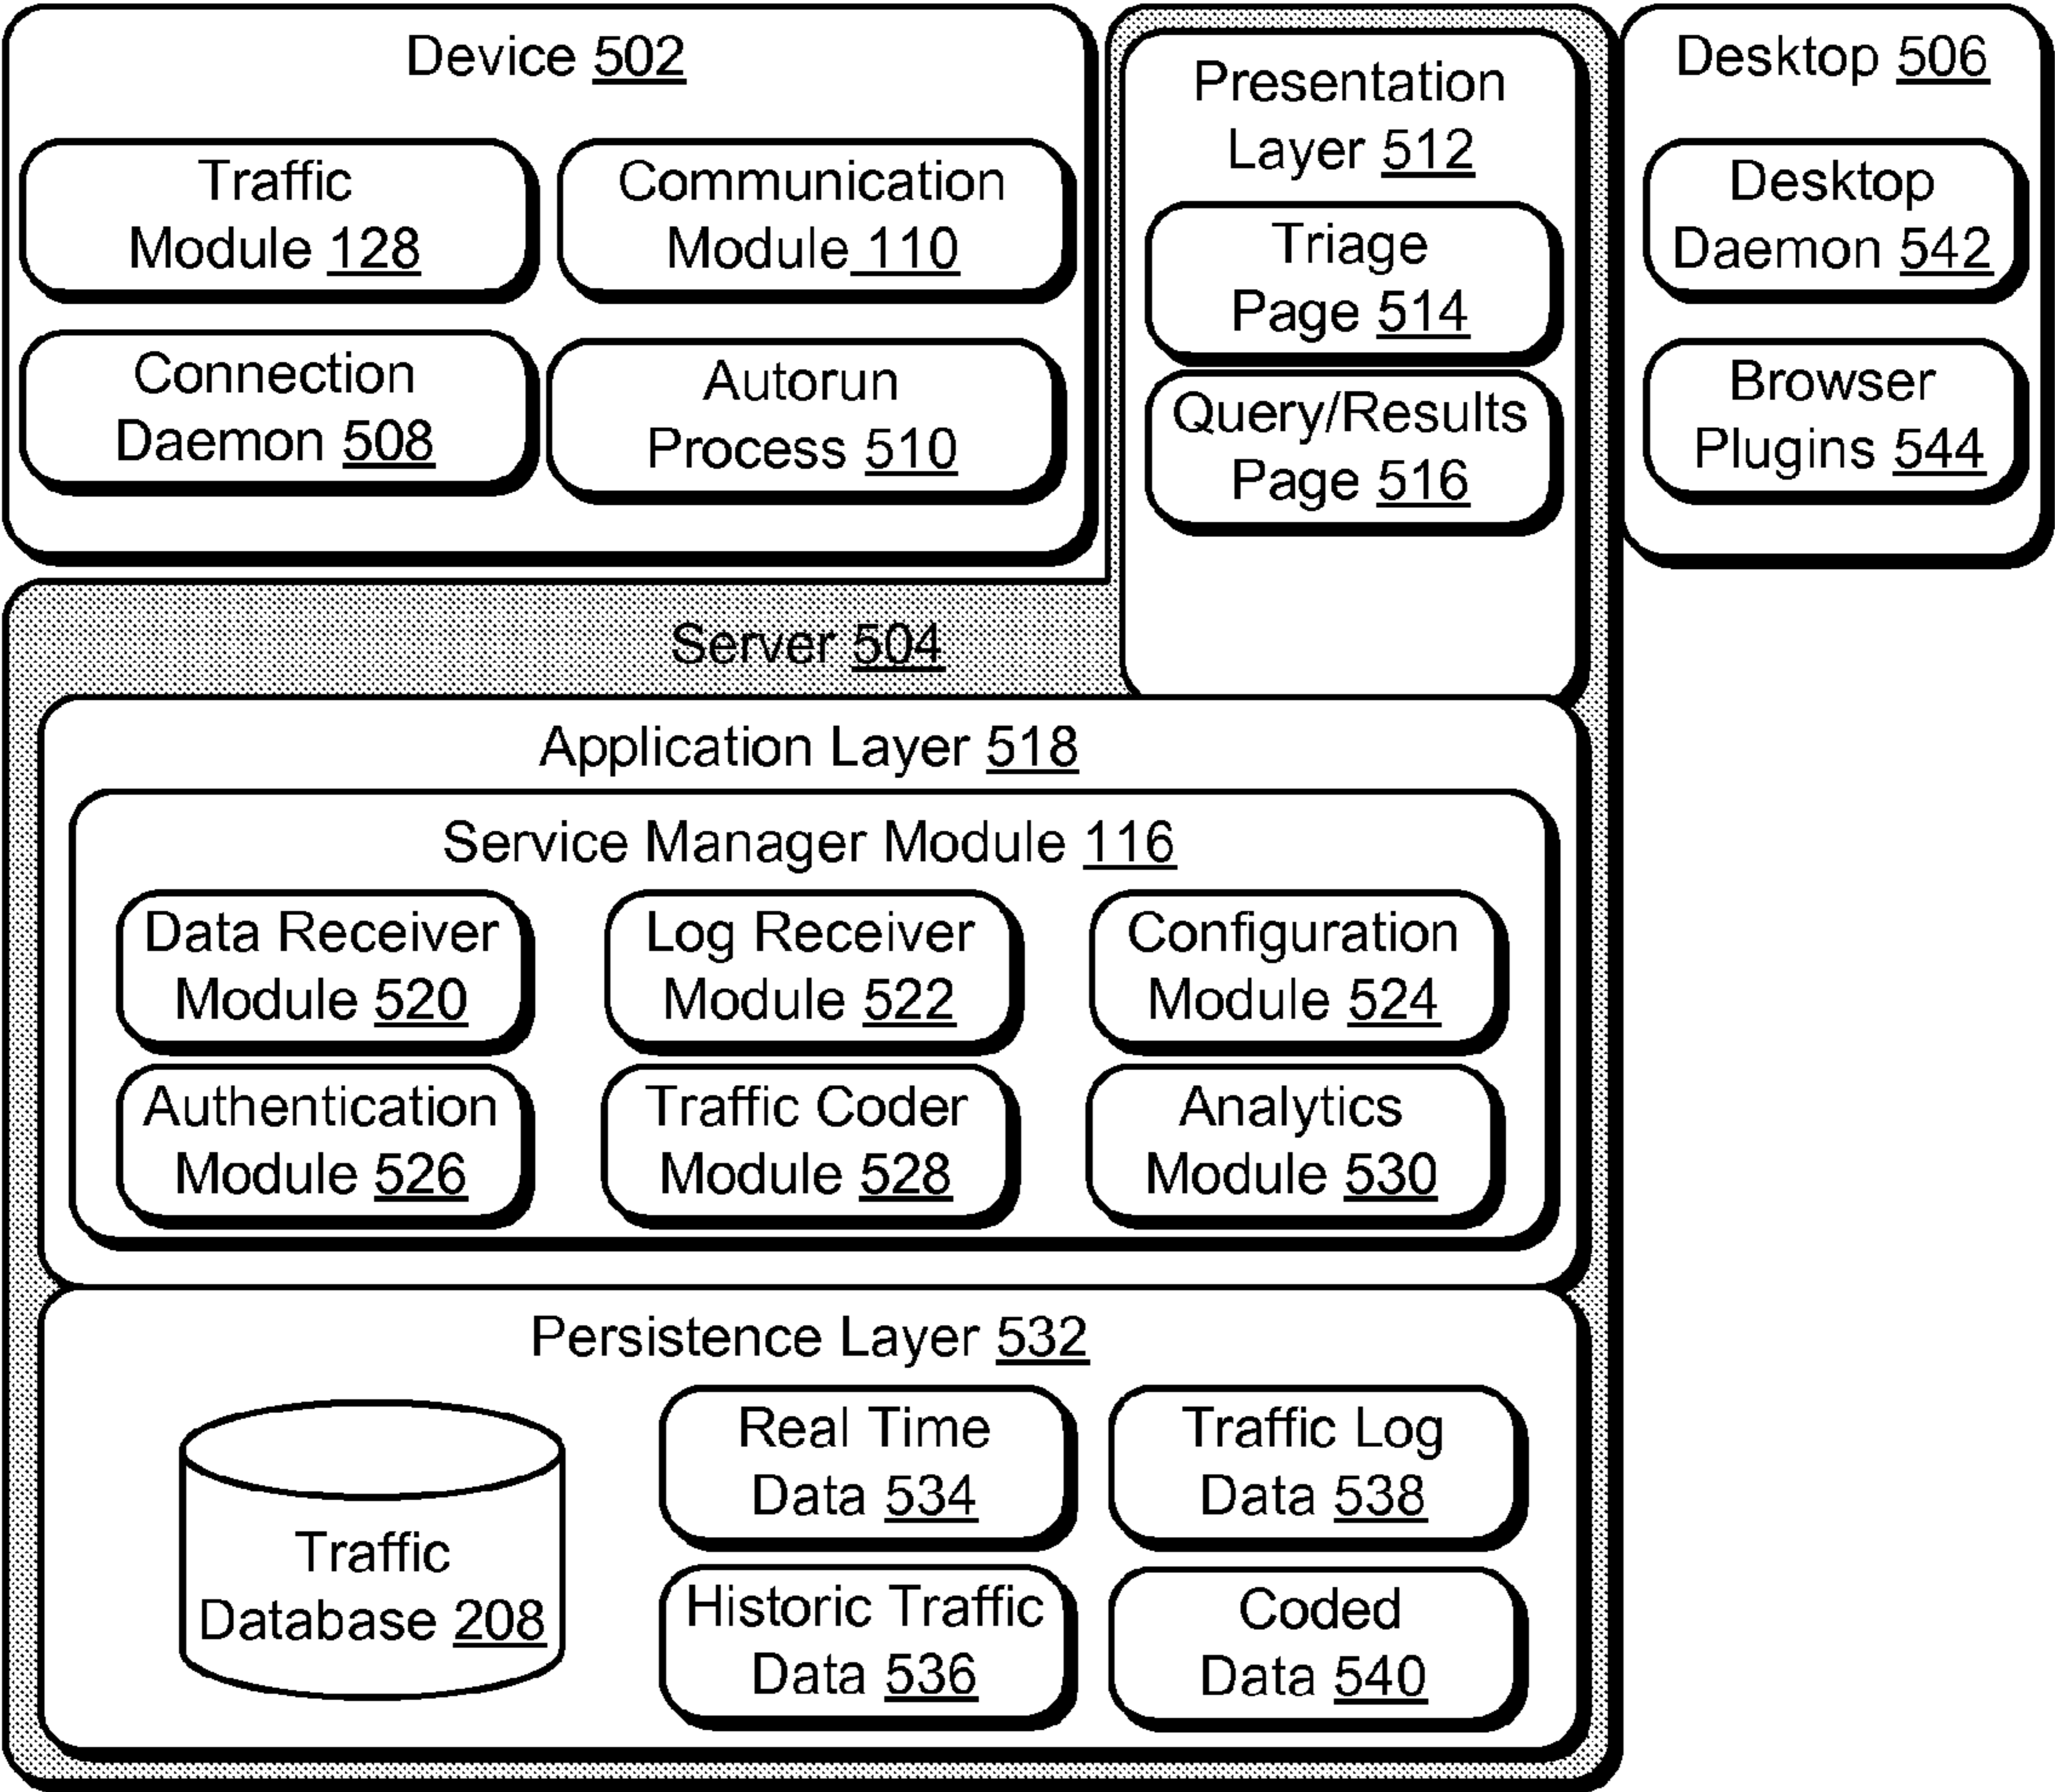 Device 502
Traffic
Module 128
Communication
Module 110
Connection
Daemon 508
Autorun
Process 510
Presentation
Layer 512
Triage
Page 514
Query/Results
Page 516
Desktop 506
Desktop
Daemon 542
Browser
Plugins 544
Server 504
Application Layer 518
Service Manager Module 116
Data Receiver
Module 520
Log Receiver
Module 522
Configuration
Module 524
Authentication
Module 526
Traffic Coder
Module 528
Analytics
Module 530
Persistence Layer 532
Traffic
Database 208
Real Time
Data 534
Traffic Log
Data 538
Historic Traffic
Data 536
Coded
Data 540